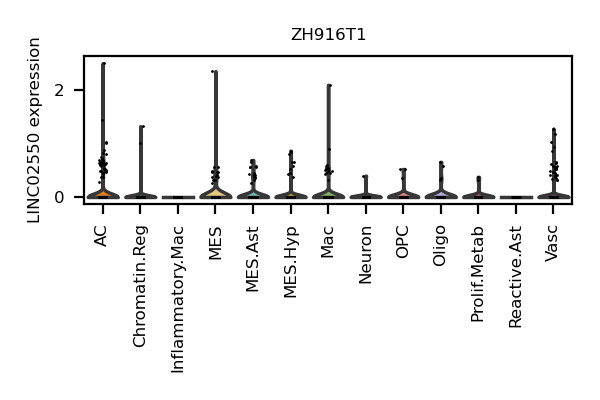 ZH916T1
LINC02550 expression
2
0
AC
Chromatin.Reg
Inflammatory.Mac
MES
MES.Ast
MES.Hyp
Mac
Neuron
OPC
Oligo
Prolif.Metab
Reactive.Ast
Vasc